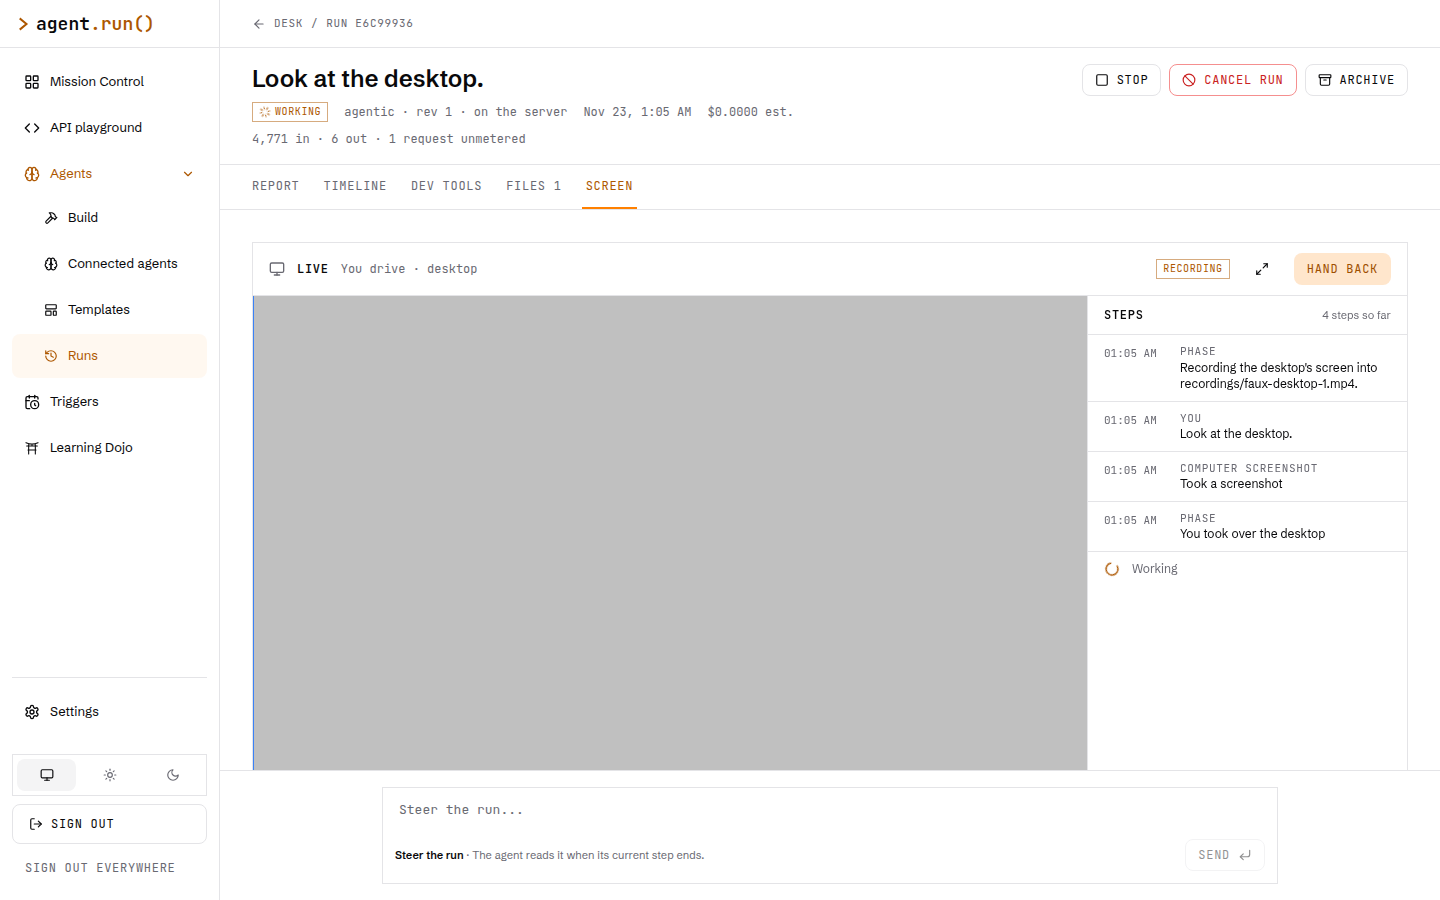 agent.run()
DESK / RUN E6C99936
Mission Control
API playground
Agents
Build
Connected agents
Templates
Runs
Triggers
Learning Dojo
Settings
SIGN OUT
SIGN OUT EVERYWHERE
Look at the desktop.
STOP
CANCEL RUN
ARCHIVE
WORKING
agentic · rev 1 · on the server
Nov 23, 1:05 AM
$0.0000 est.
4,771 in · 6 out · 1 request unmetered
REPORT
TIMELINE
DEV TOOLS
FILES 1
SCREEN
LIVE
You drive · desktop
RECORDING
HAND BACK
STEPS
4 steps so far
01:05 AM
PHASE
Recording the desktop's screen into
recordings/faux-desktop-1.mp4.
01:05 AM
YOU
Look at the desktop.
01:05 AM
COMPUTER SCREENSHOT
Took a screenshot
01:05 AM
PHASE
You took over the desktop
Working
Steer the run...
Steer the run · The agent reads it when its current step ends.
SEND